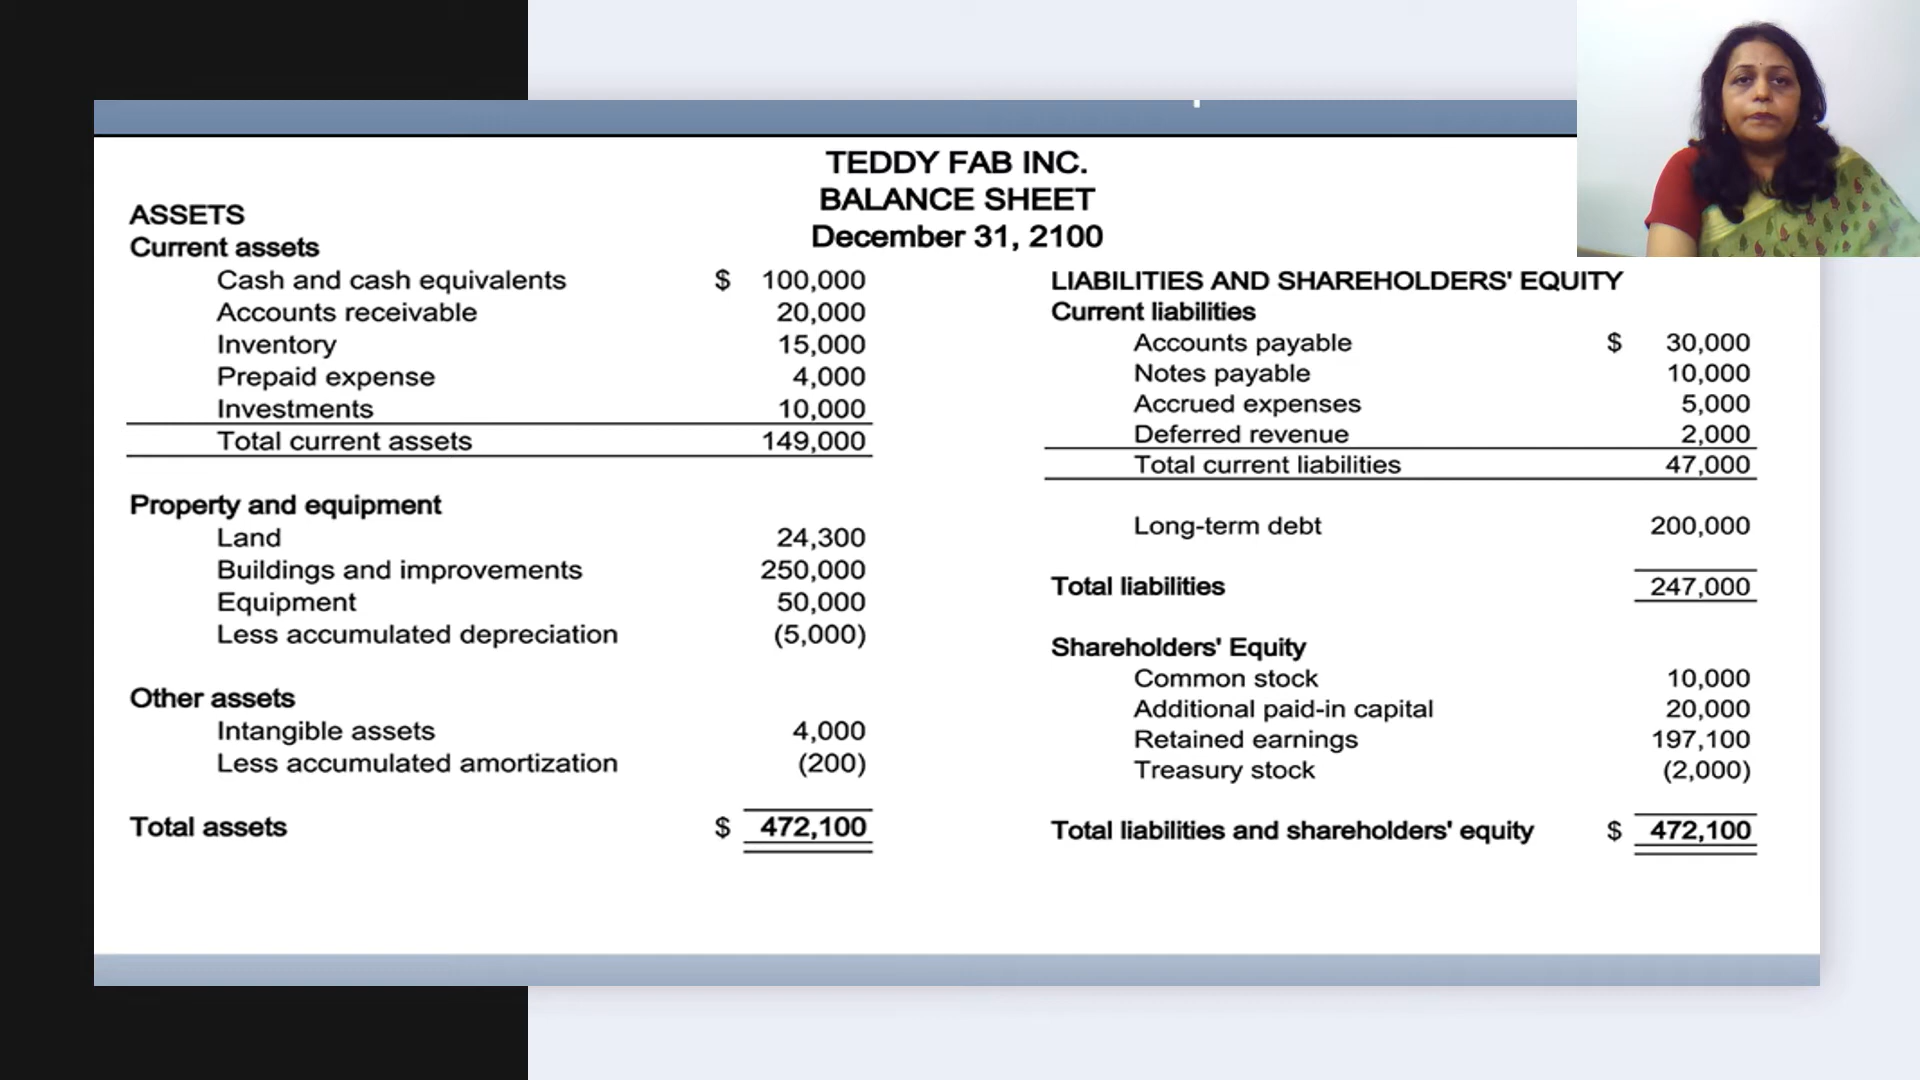 TEDDY FAB INC.
BALANCE SHEET
December 31, 2100
ASSETS
Current assets
Cash and cash equivalents $ 100,000
Accounts receivable 20,000
Inventory 15,000
Prepaid expense 4,000
Investments 10,000
Total current assets 149,000
Property and equipment
Land 24,300
Buildings and improvements 250,000
Equipment 50,000
Less accumulated depreciation (5,000)
Other assets
Intangible assets 4,000
Less accumulated amortization (200)
Total assets $ 472,100
LIABILITIES AND SHAREHOLDERS' EQUITY
Current liabilities
Accounts payable $ 30,000
Notes payable 10,000
Accrued expenses 5,000
Deferred revenue 2,000
Total current liabilities 47,000
Long-term debt 200,000
Total liabilities 247,000
Shareholders' Equity
Common stock 10,000
Additional paid-in capital 20,000
Retained earnings 197,100
Treasury stock (2,000)
Total liabilities and shareholders' equity $ 472,100